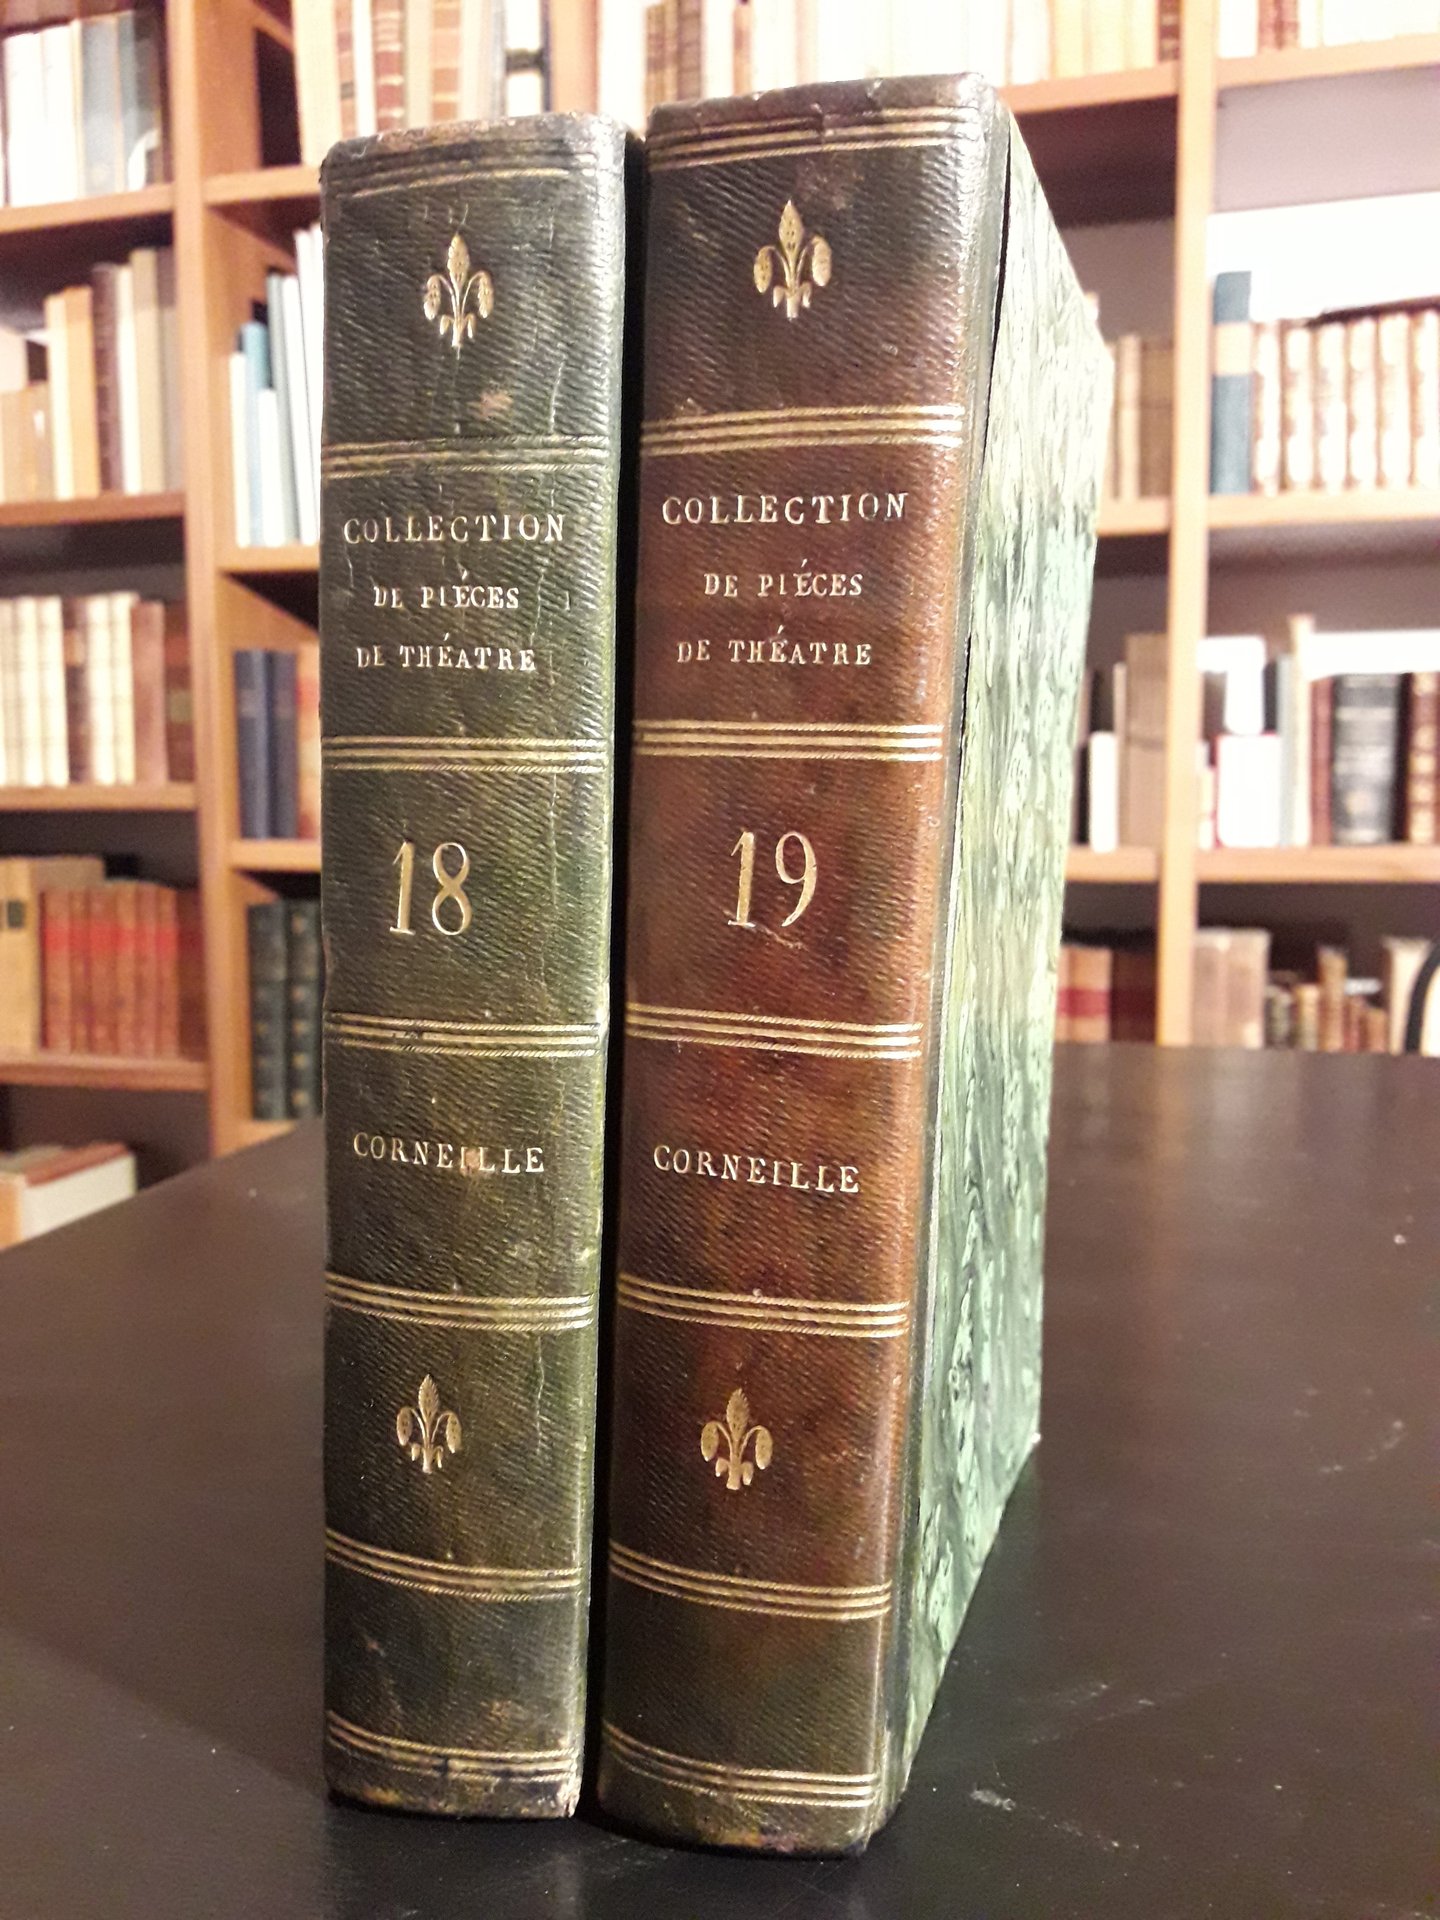 COLLECTION
DE PIÉCES
DE THÉATRE
18
CORNEILLE
COLLECTION
DE PIÉCES
DE THÉATRE
19
CORNEILLE